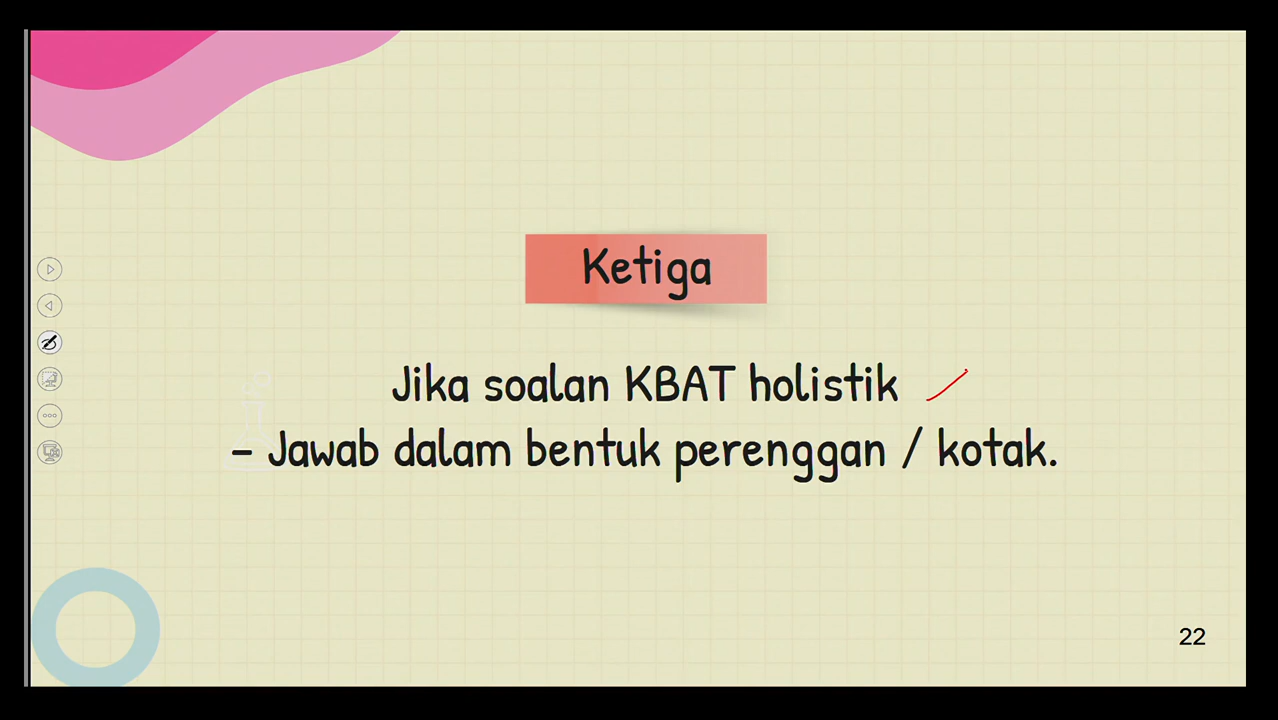 Ketiga
Jika soalan KBAT holistik
- Jawab dalam bentuk perenggan / kotak.
22